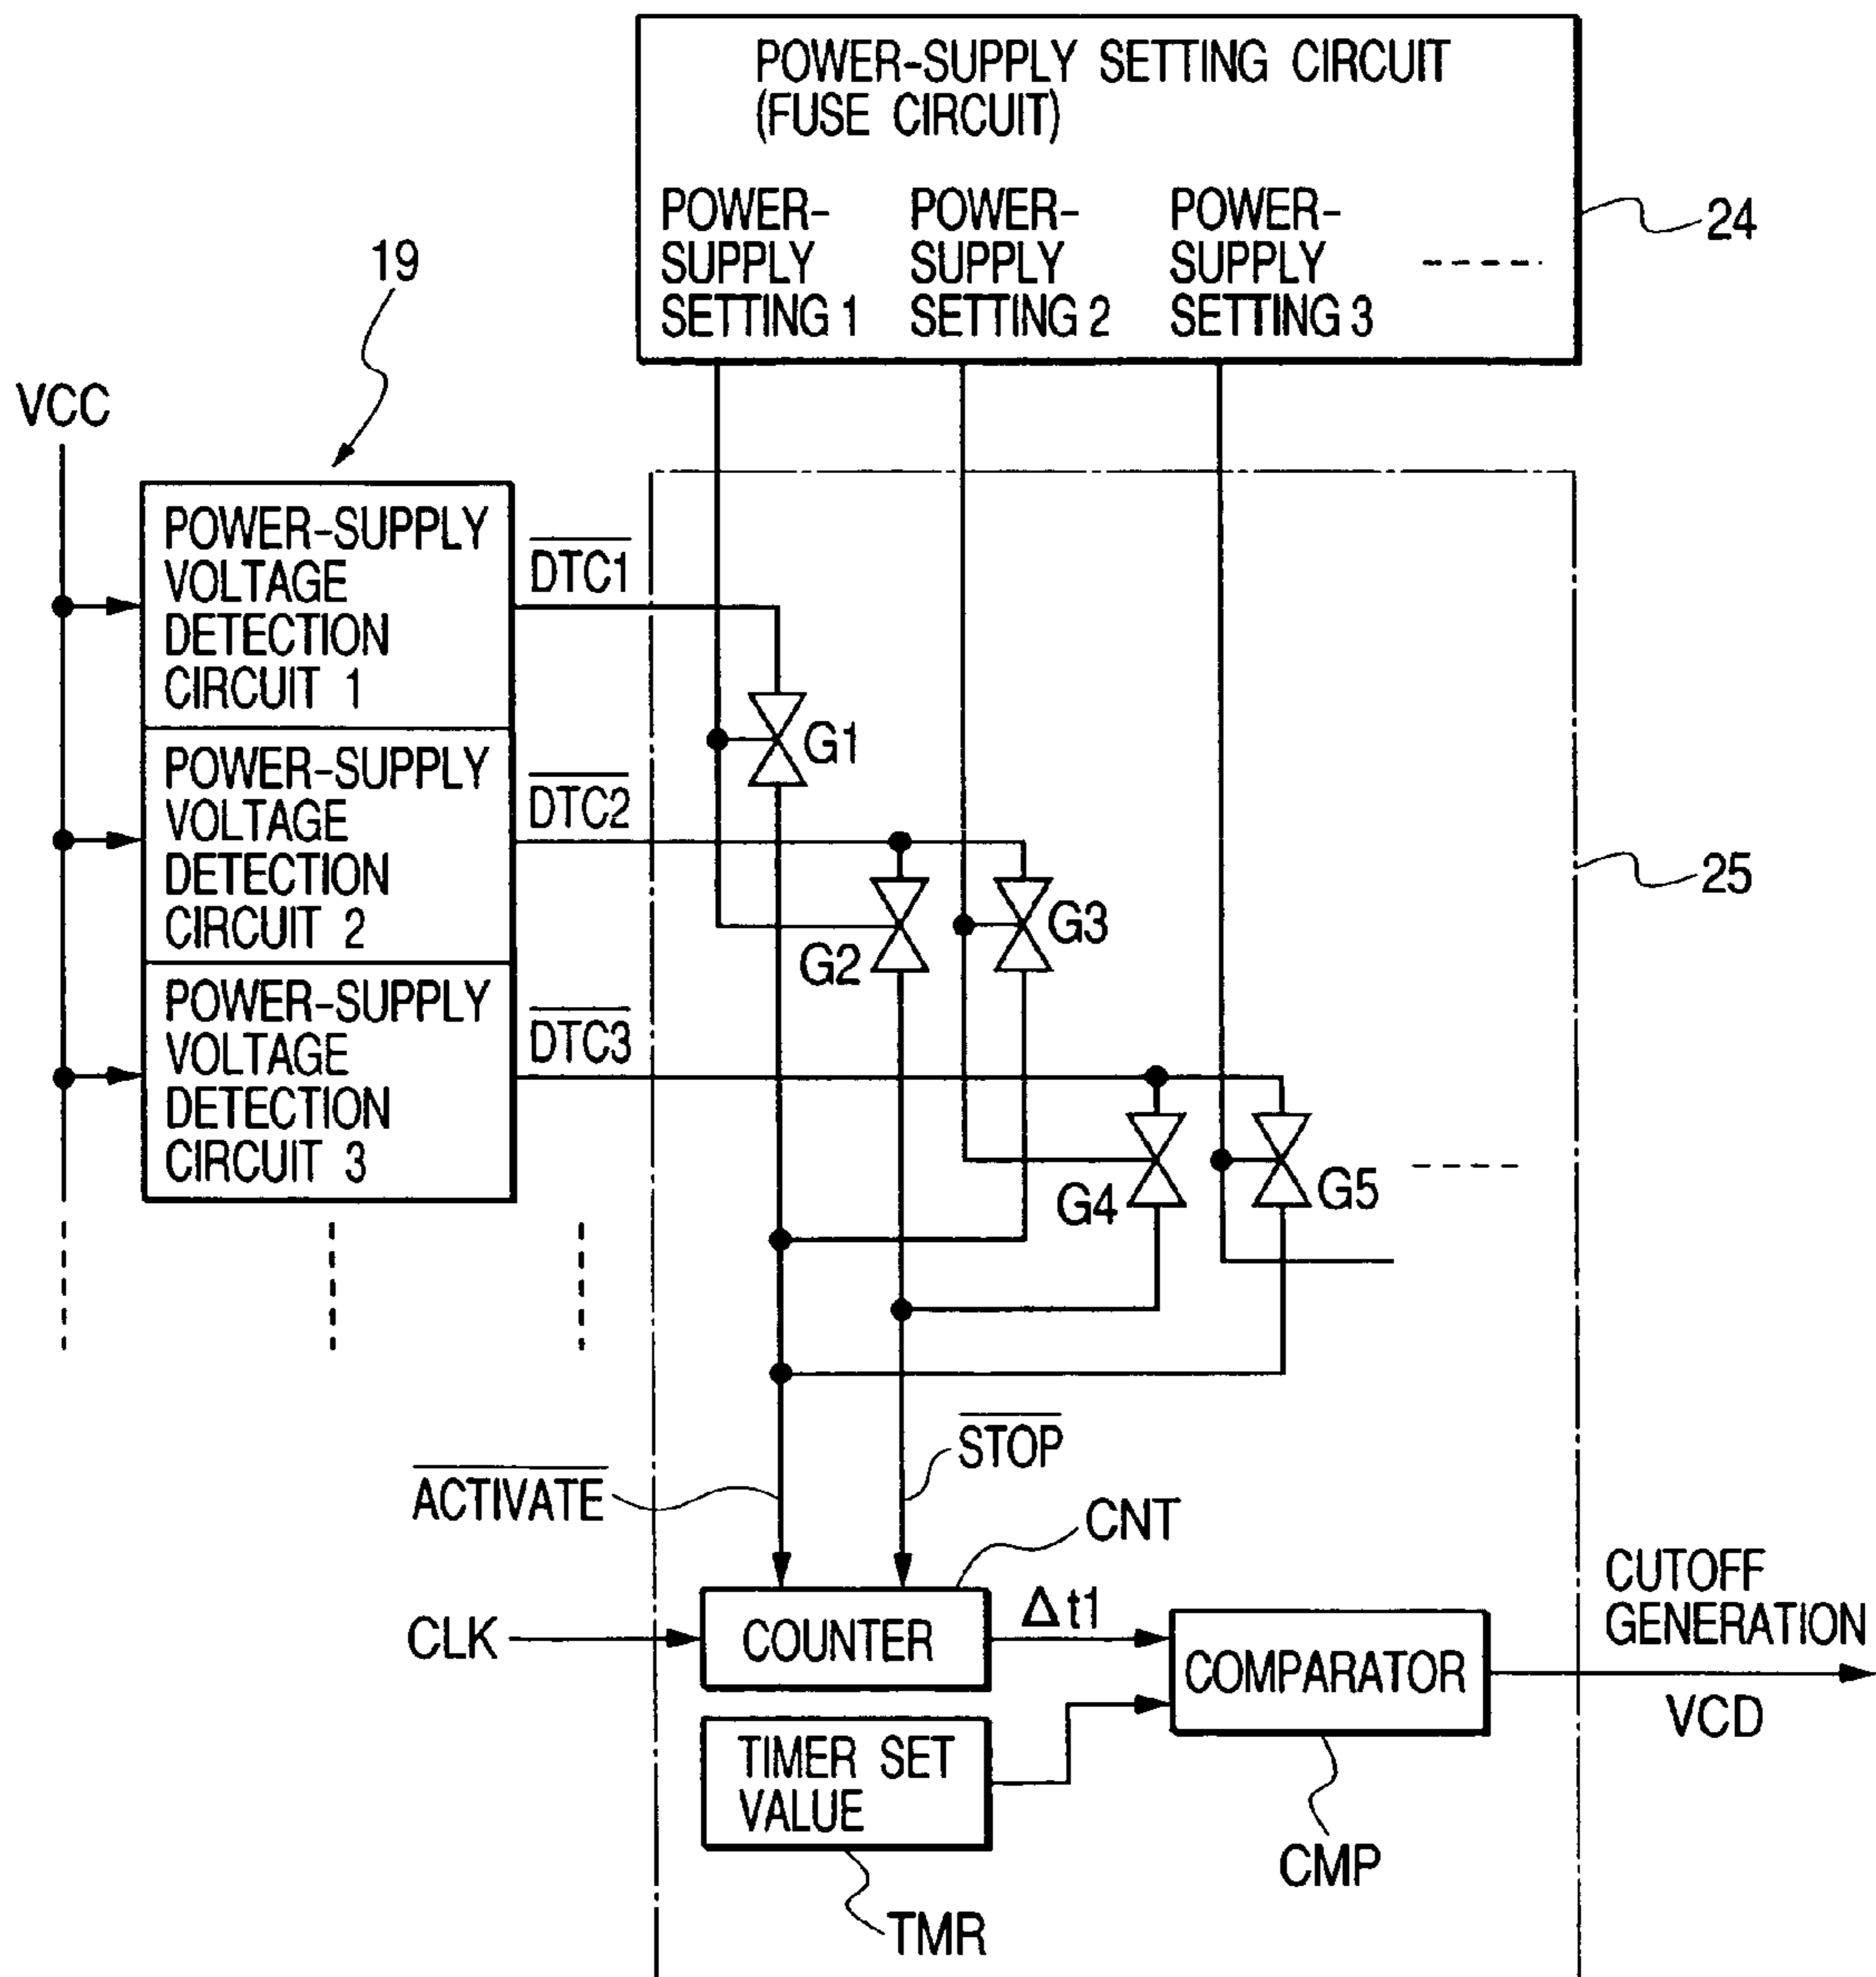 POWER-SUPPLY SETTING CIRCUIT
(FUSE CIRCUIT)
POWER-
SUPPLY
SETTING 1
POWER-
SUPPLY
SETTING 2
POWER-
SUPPLY
SETTING 3
24
19
VCC
POWER-SUPPLY
VOLTAGE
DETECTION
CIRCUIT 1
DTC1
G1
POWER-SUPPLY
VOLTAGE
DETECTION
CIRCUIT 2
DTC2
G2
G3
25
POWER-SUPPLY
VOLTAGE
DETECTION
CIRCUIT 3
DTC3
G4
G5
ACTIVATE
STOP
CNT
CLK
COUNTER
Δt1
COMPARATOR
CUTOFF
GENERATION
VCD
TIMER SET
VALUE
CMP
TMR